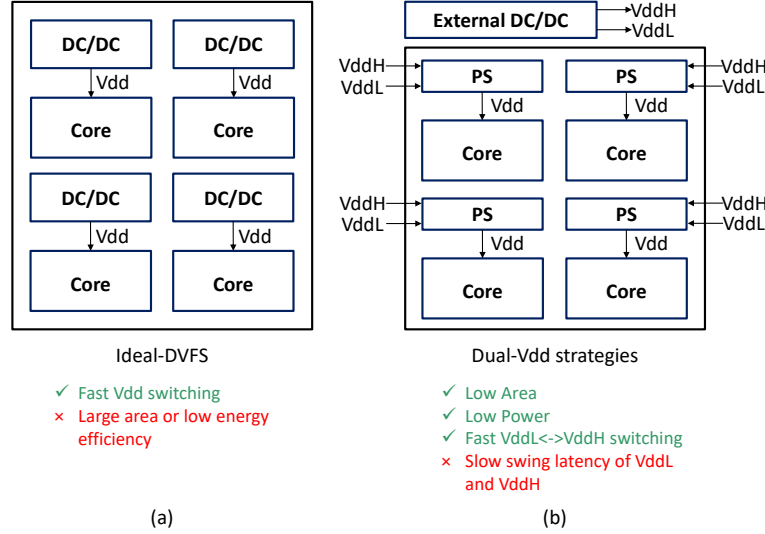 DC/DC
DC/DC
Vdd
Vdd
Core
Core
DC/DC
DC/DC
Vdd
Vdd
Core
Core
Ideal-DVFS
✓ Fast Vdd switching
× Large area or low energy
efficiency
(a)
External DC/DC
VddH
VddL
VddH
VddL
PS
PS
VddH
VddL
Vdd
Vdd
Core
Core
VddH
VddL
PS
PS
VddH
VddL
Vdd
Vdd
Core
Core
Dual-Vdd strategies
✓ Low Area
✓ Low Power
✓ Fast VddL<->VddH switching
× Slow swing latency of VddL
and VddH
(b)